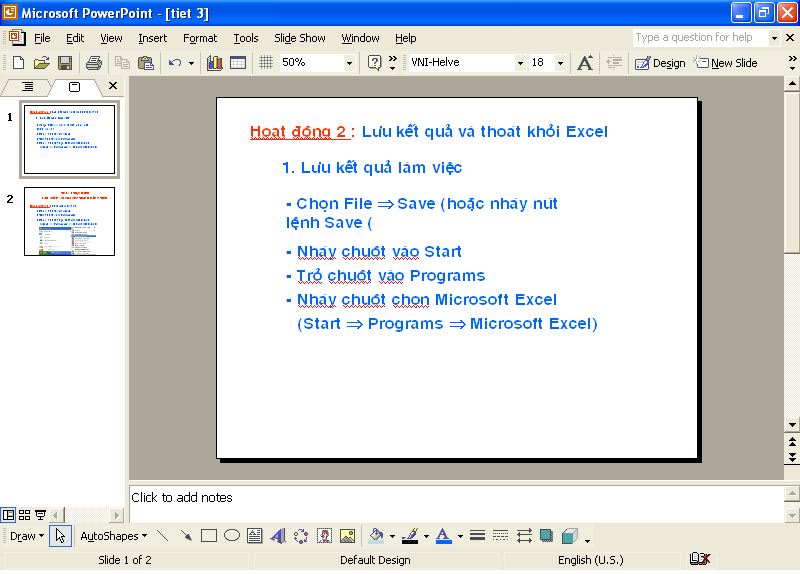 Microsoft PowerPoint - [tiet 3]
File Edit View Insert Format Tools Slide Show Window Help
Type a question for help
50% VNI-Helve 18 A Design New Slide
1
2
Hoạt đông 2 : Lưu kết quả và thoát khỏi Excel
1. Lưu kết quả làm việc
- Chọn File ⇒ Save (hoặc nháy nút
lệnh Save (
- Nháy chuột vào Start
- Trỏ chuột vào Programs
- Nháy chuột chọn Microsoft Excel
(Start ⇒ Programs ⇒ Microsoft Excel)
Click to add notes
Draw AutoShapes
Slide 1 of 2 Default Design English (U.S.)